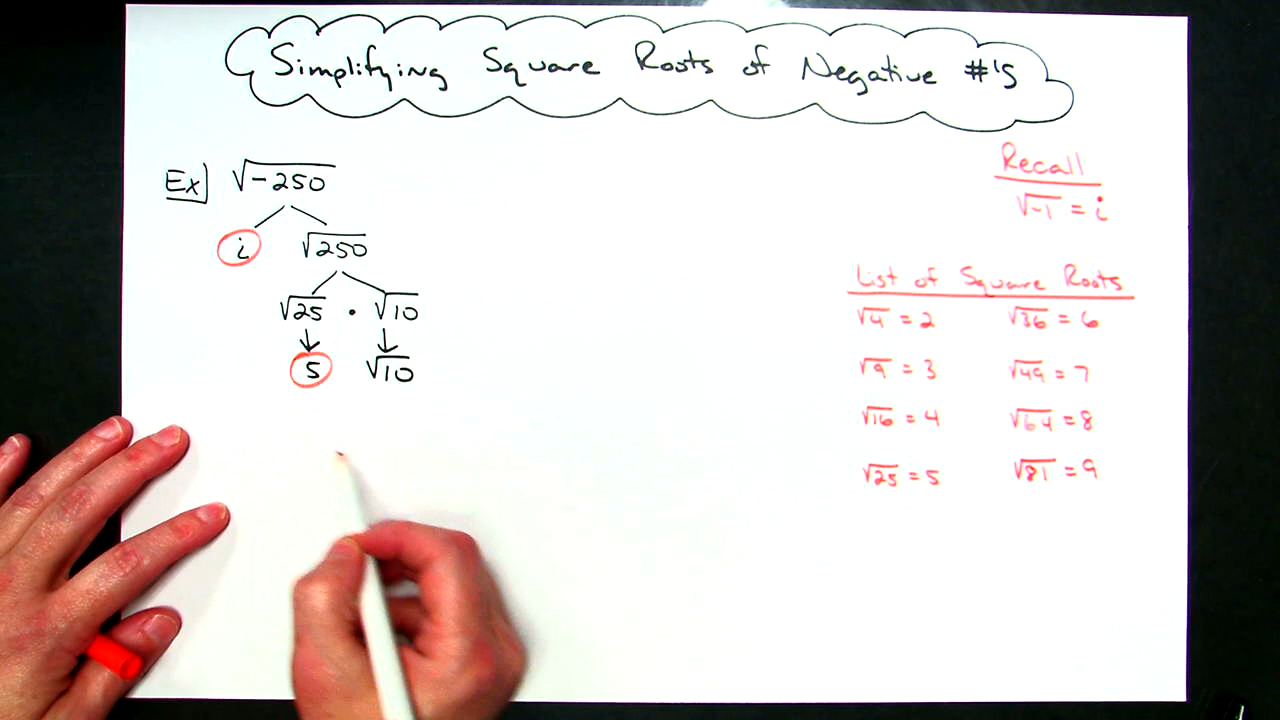 Simplifying Square Roots of Negative #'s
Ex) √-250
i √250
√25 · √10
5 √10
Recall
√-1 = i
List of Square Roots
√4 = 2 √36 = 6
√9 = 3 √49 = 7
√16 = 4 √64 = 8
√25 = 5 √81 = 9